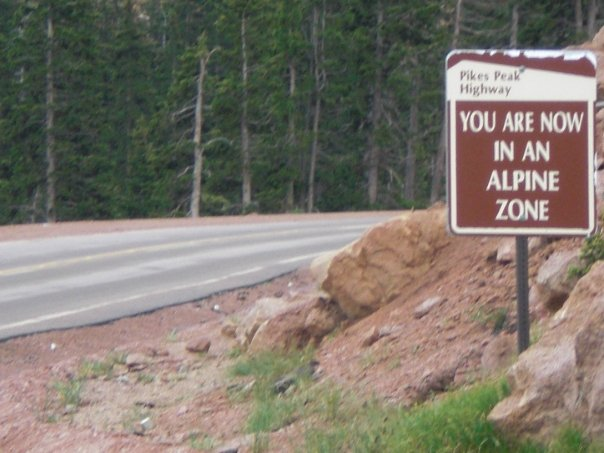 Pikes Peak
Highway
YOU ARE NOW
IN AN
ALPINE
ZONE